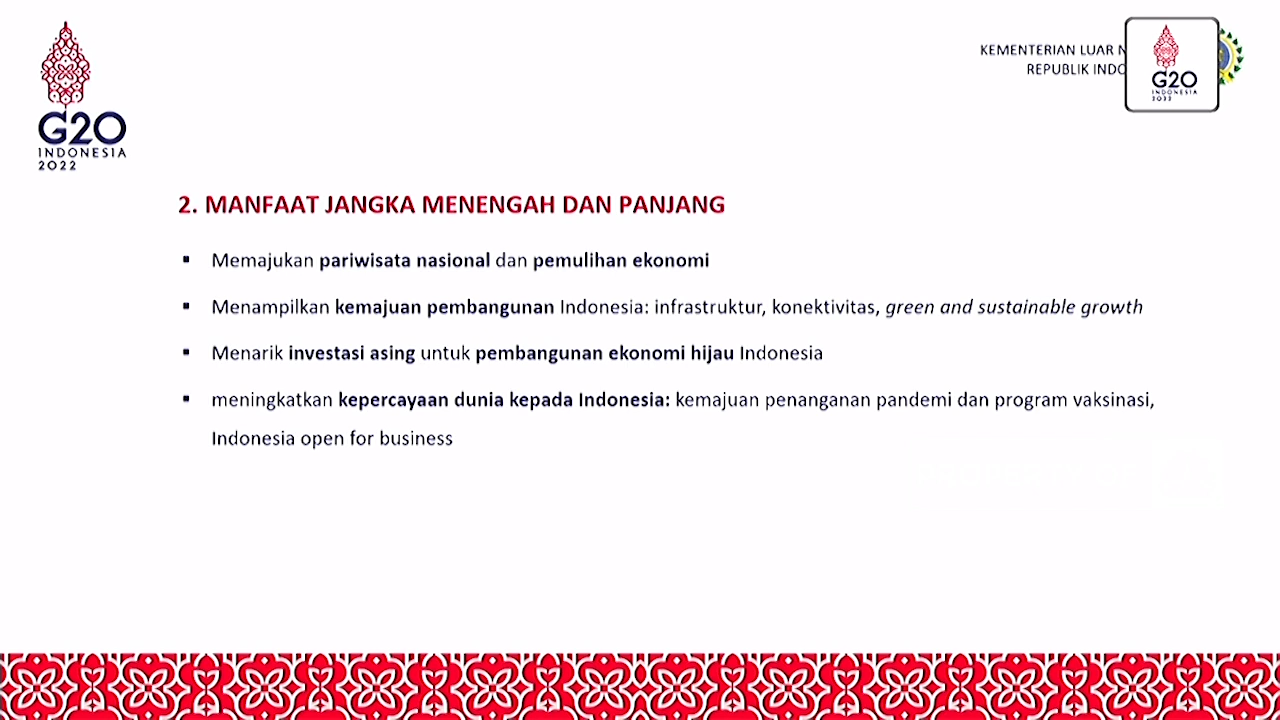 G20
INDONESIA
2022
KEMENTERIAN LUAR
REPUBLIK
G20
INDONESIA
2022
2. MANFAAT JANGKA MENENGAH DAN PANJANG
▪ Memajukan pariwisata nasional dan pemulihan ekonomi
▪ Menampilkan kemajuan pembangunan Indonesia: infrastruktur, konektivitas, green and sustainable growth
▪ Menarik investasi asing untuk pembangunan ekonomi hijau Indonesia
▪ meningkatkan kepercayaan dunia kepada Indonesia: kemajuan penanganan pandemi dan program vaksinasi,
Indonesia open for business